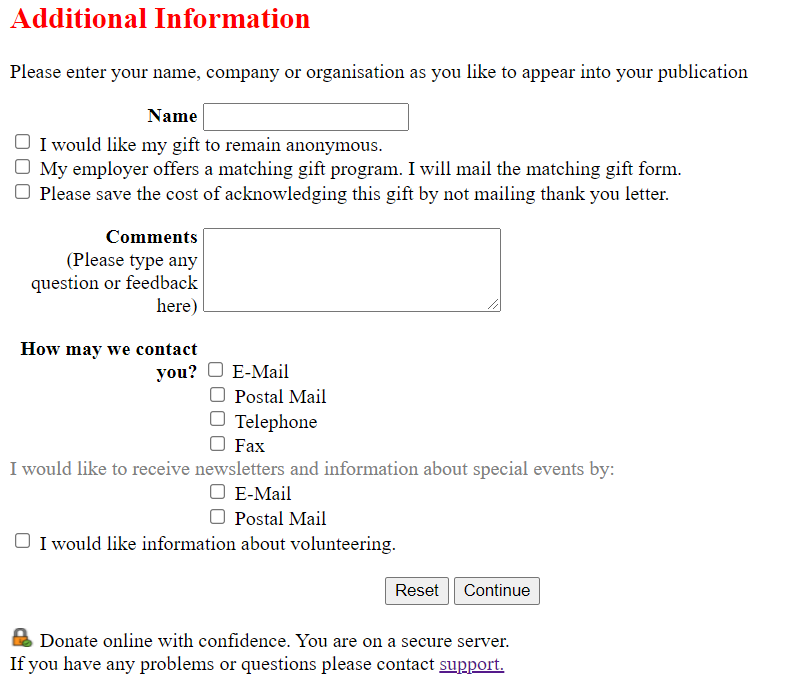 Additional Information
Please enter your name, company or organisation as you like to appear into your publication
Name
I would like my gift to remain anonymous.
My employer offers a matching gift program. I will mail the matching gift form.
Please save the cost of acknowledging this gift by not mailing thank you letter.
Comments
(Please type any
question or feedback
here)
How may we contact
you? E-Mail
Postal Mail
Telephone
Fax
I would like to receive newsletters and information about special events by:
E-Mail
Postal Mail
I would like information about volunteering.
Reset Continue
Donate online with confidence. You are on a secure server.
If you have any problems or questions please contact support.